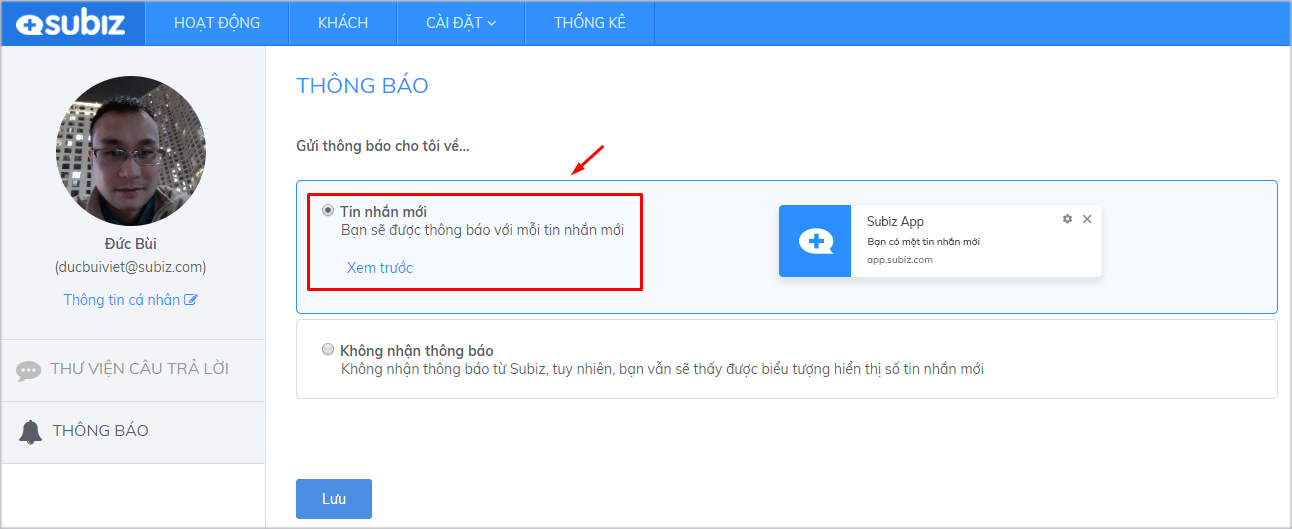 subiz
HOẠT ĐỘNG
KHÁCH
CÀI ĐẶT
THỐNG KÊ
Đức Bùi
(ducbuiviet@subiz.com)
Thông tin cá nhân
THƯ VIỆN CÂU TRẢ LỜI
THÔNG BÁO
THÔNG BÁO
Gửi thông báo cho tôi về...
Tin nhắn mới
Bạn sẽ được thông báo với mỗi tin nhắn mới
Xem trước
Subiz App
Bạn có một tin nhắn mới
app.subiz.com
Không nhận thông báo
Không nhận thông báo từ Subiz, tuy nhiên, bạn vẫn sẽ thấy được biểu tượng hiển thị số tin nhắn mới
Lưu